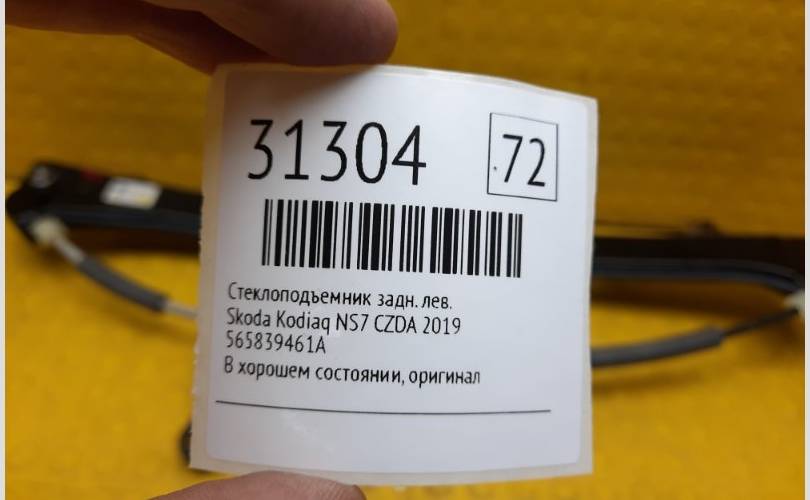 31304
72
Стеклоподъемник задн. лев.
Skoda Kodiaq NS7 CZDA 2019
565839461A
В хорошем состоянии, оригинал